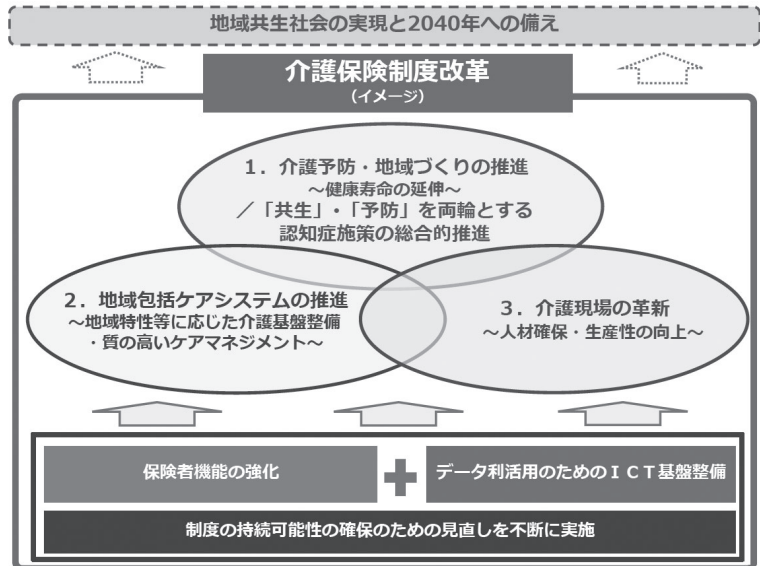 地域共生社会の実現と2040年への備え
介護保険制度改革
（イメージ）
１．介護予防・地域づくりの推進
～健康寿命の延伸～
／「共生」・「予防」を両輪とする
認知症施策の総合的推進
２．地域包括ケアシステムの推進
～地域特性等に応じた介護基盤整備
・質の高いケアマネジメント～
３．介護現場の革新
～人材確保・生産性の向上～
保険者機能の強化
データ利活用のためのＩＣＴ基盤整備
制度の持続可能性の確保のための見直しを不断に実施